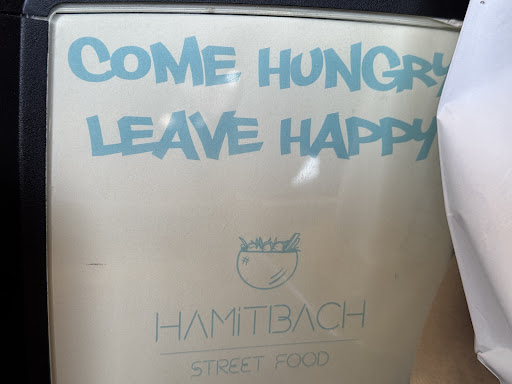 COME HUNGRY
LEAVE HAPPY
HAMiTBACH
STREET FOOD